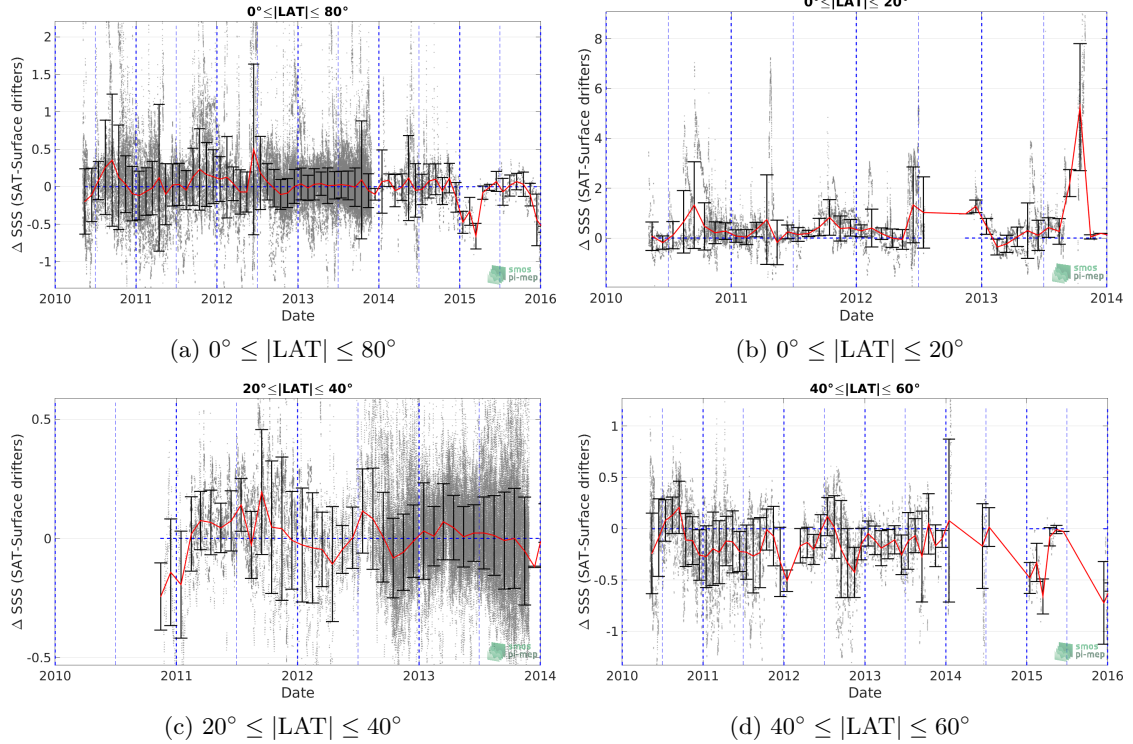 0°≤|LAT|≤ 80°
Δ SSS (SAT-Surface drifters)
2
1.5
1
0.5
0
-0.5
-1
2010 2011 2012 2013 2014 2015 2016
Date
smos
pi-mep
(a) 0° ≤ |LAT| ≤ 80°
0°≤|LAT|≤ 20°
Δ SSS (SAT-Surface drifters)
8
6
4
2
0
2010 2011 2012 2013 2014
Date
smos
pi-mep
(b) 0° ≤ |LAT| ≤ 20°
20°≤|LAT|≤ 40°
Δ SSS (SAT-Surface drifters)
0.5
0
-0.5
2010 2011 2012 2013 2014
Date
smos
pi-mep
(c) 20° ≤ |LAT| ≤ 40°
40°≤|LAT|≤ 60°
Δ SSS (SAT-Surface drifters)
1
0.5
0
-0.5
-1
2010 2011 2012 2013 2014 2015 2016
Date
smos
pi-mep
(d) 40° ≤ |LAT| ≤ 60°